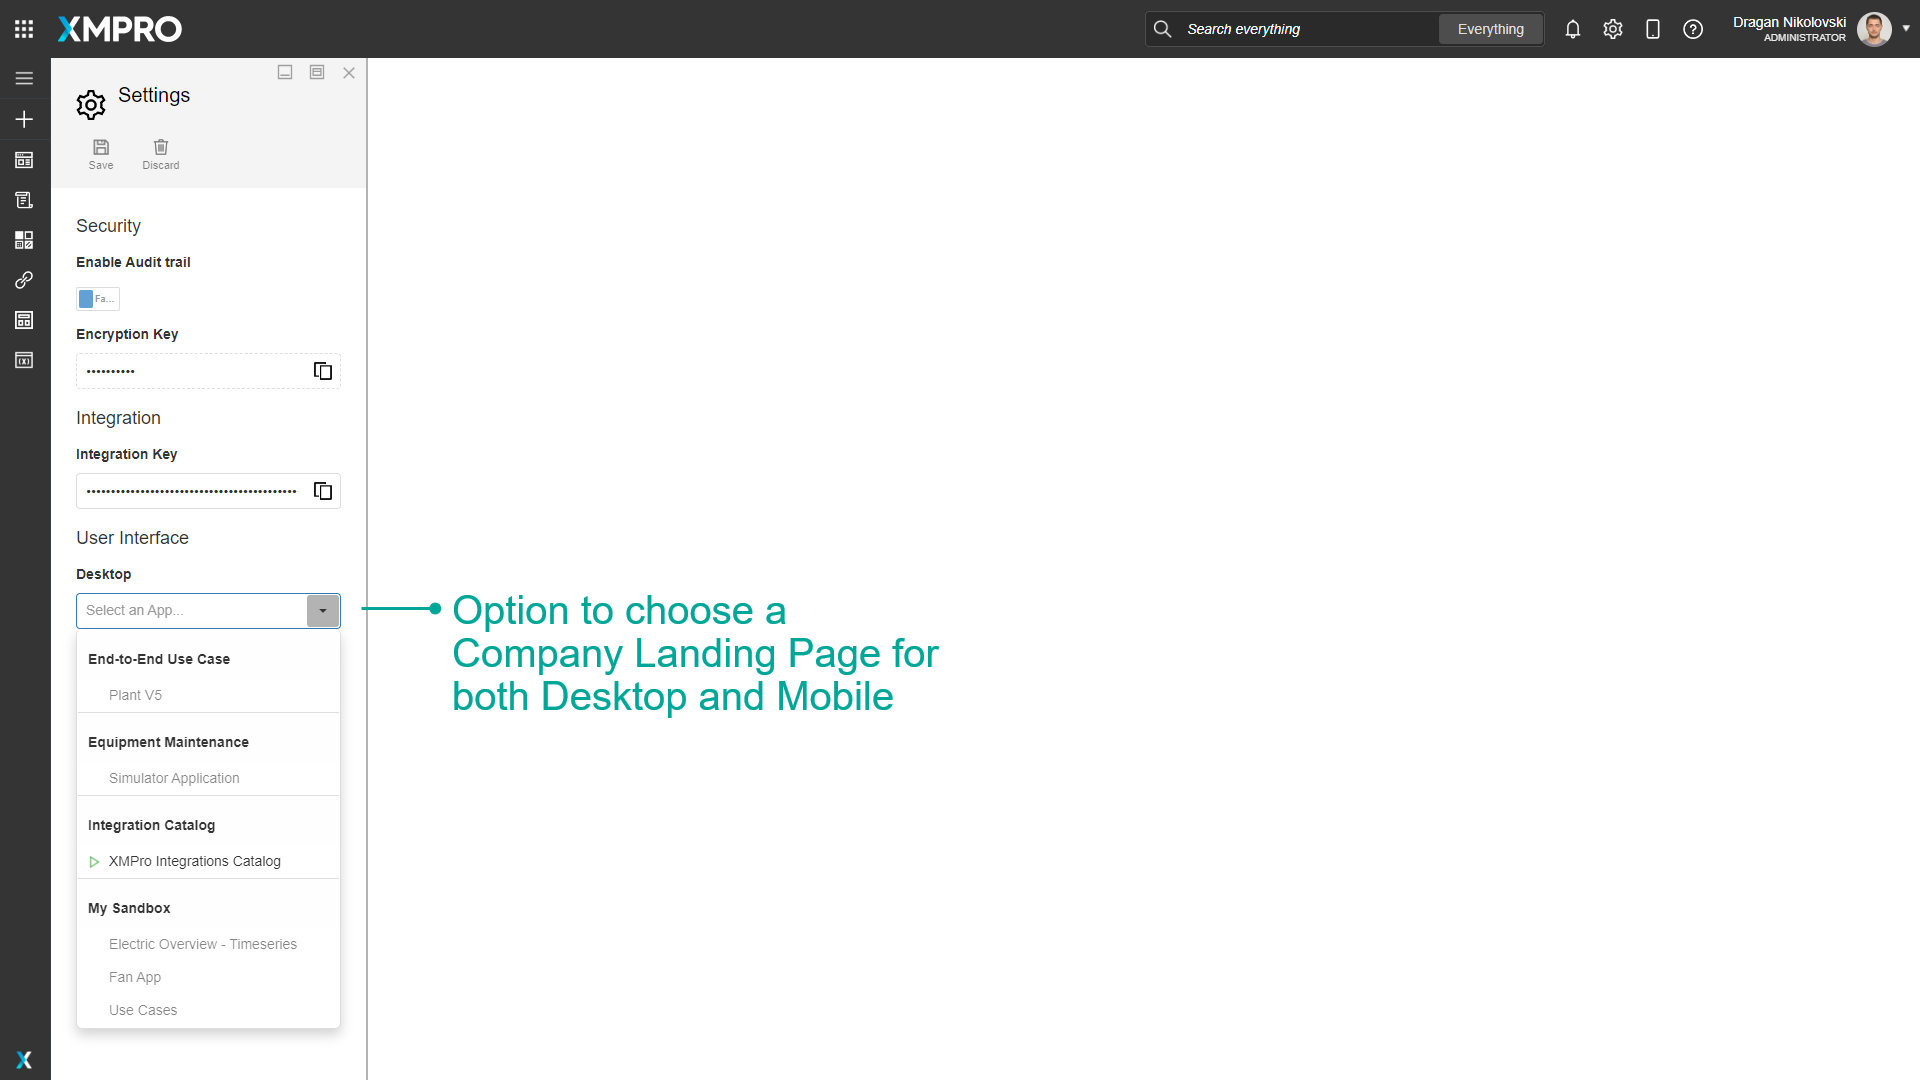 XMPRO
Search everything
Everything
Dragan Nikolovski
ADMINISTRATOR
Settings
Save
Discard
Security
Enable Audit trail
Fa...
Encryption Key
••••••••••
Integration
Integration Key
User Interface
Desktop
Select an App...
End-to-End Use Case
Plant V5
Equipment Maintenance
Simulator Application
Integration Catalog
XMPro Integrations Catalog
My Sandbox
Electric Overview - Timeseries
Fan App
Use Cases
Option to choose a
Company Landing Page for
both Desktop and Mobile